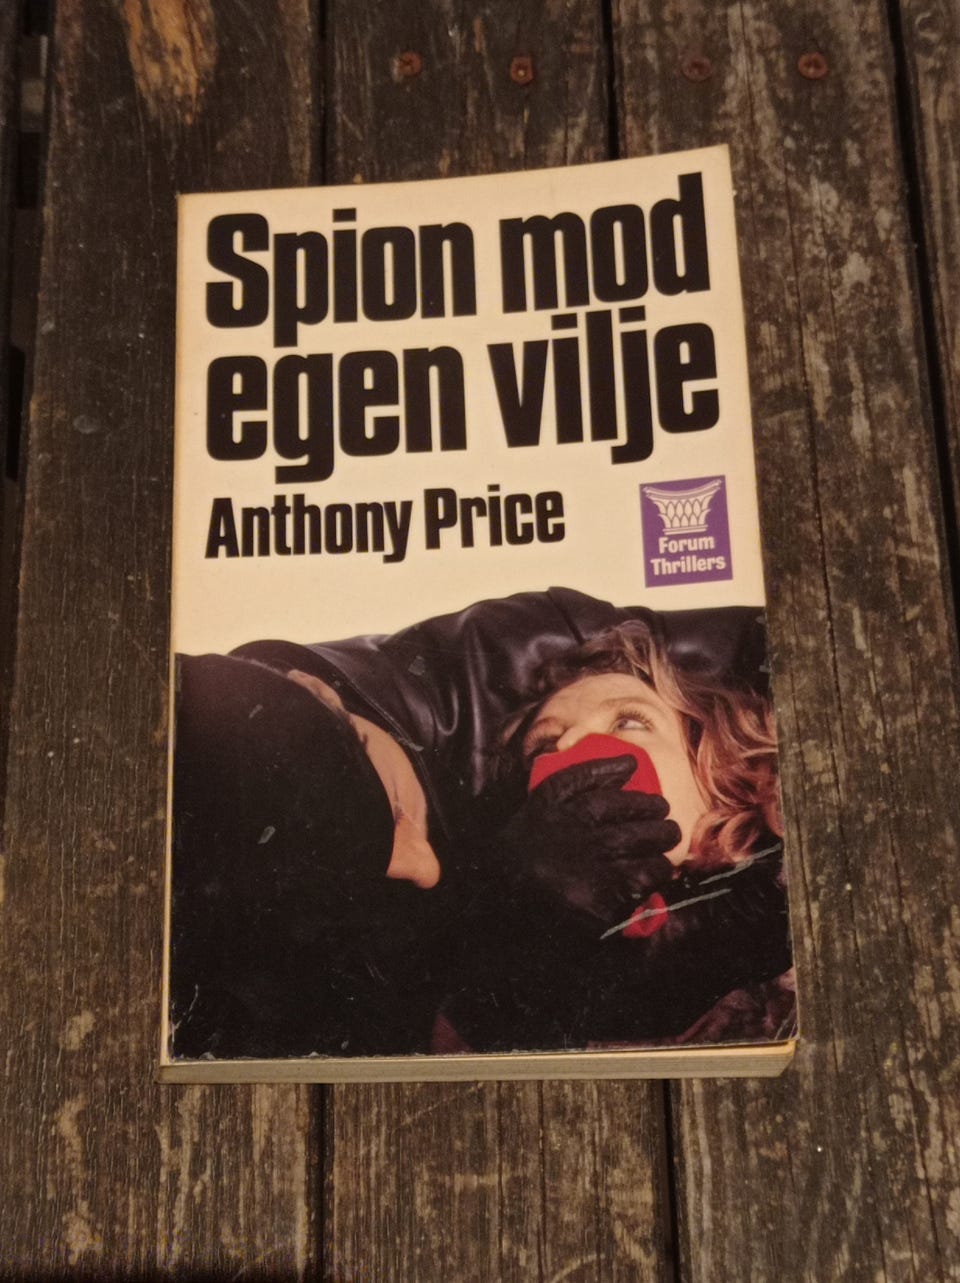 Spion mod
egen vilje
Anthony Price
Forum
Thrillers